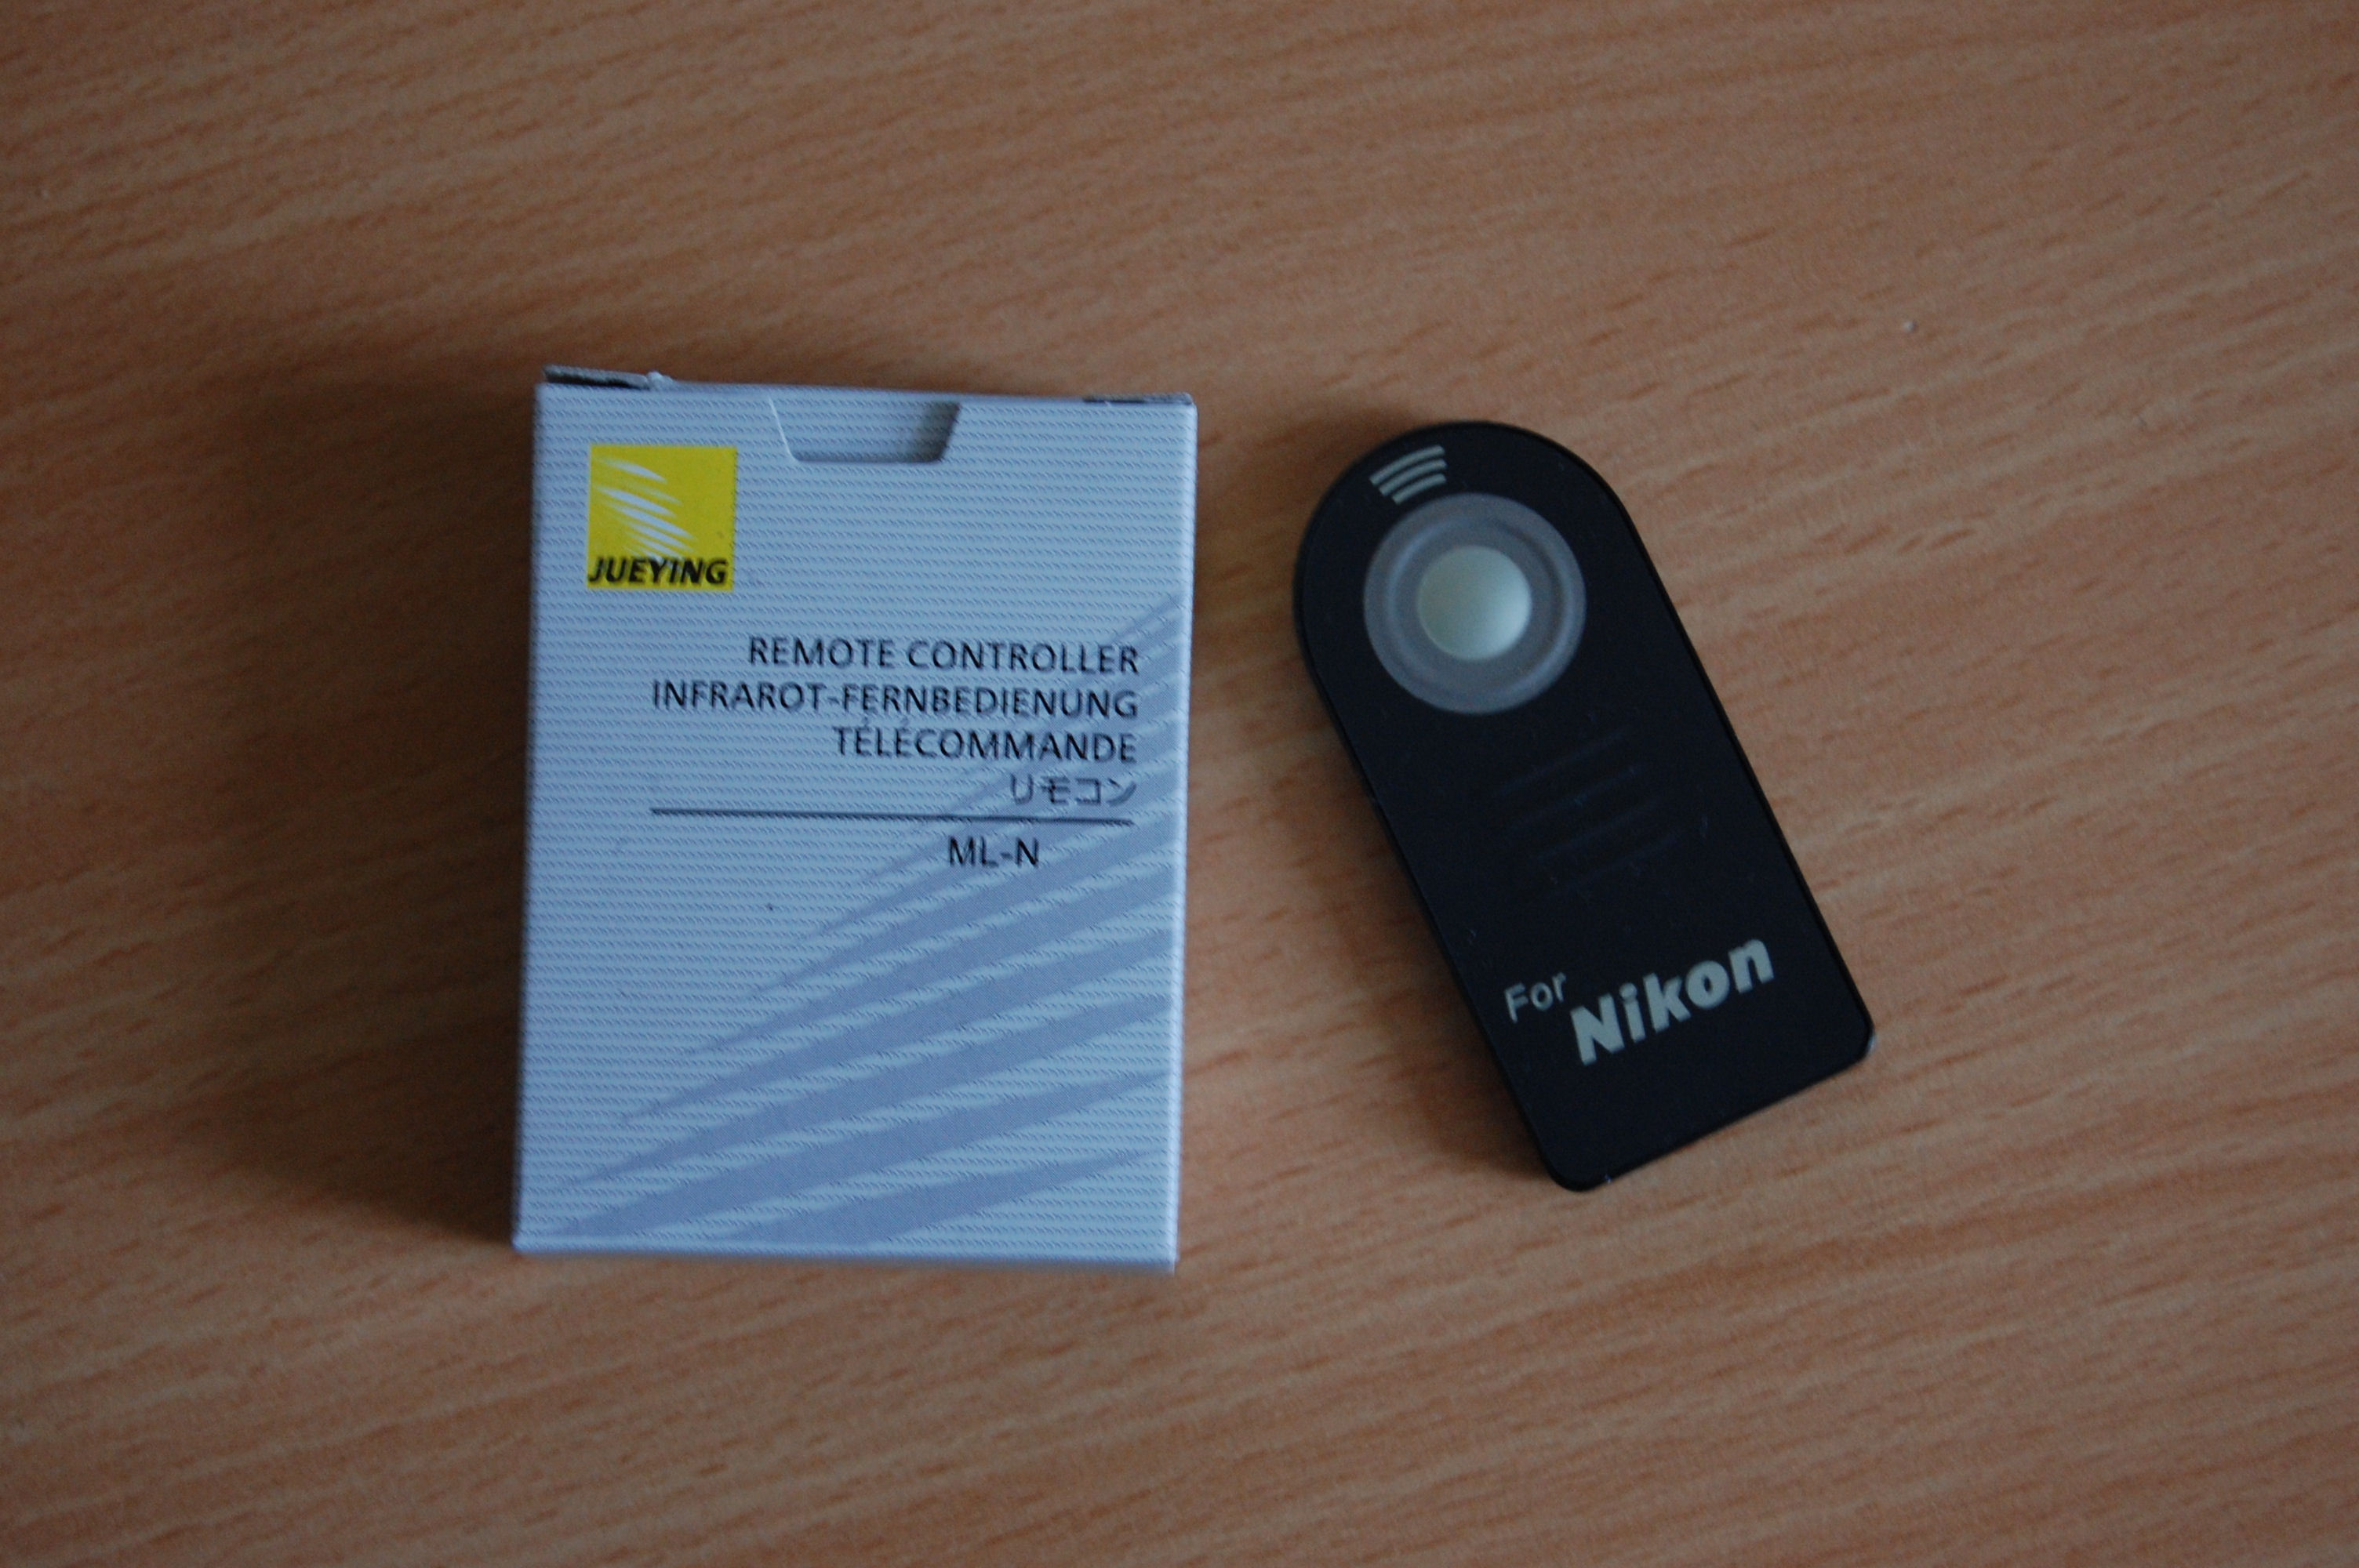 JUEYING
REMOTE CONTROLLER
INFRAROT-FERNBEDIENUNG
TÉLÉCOMMANDE
リモコン
ML-N
For
Nikon